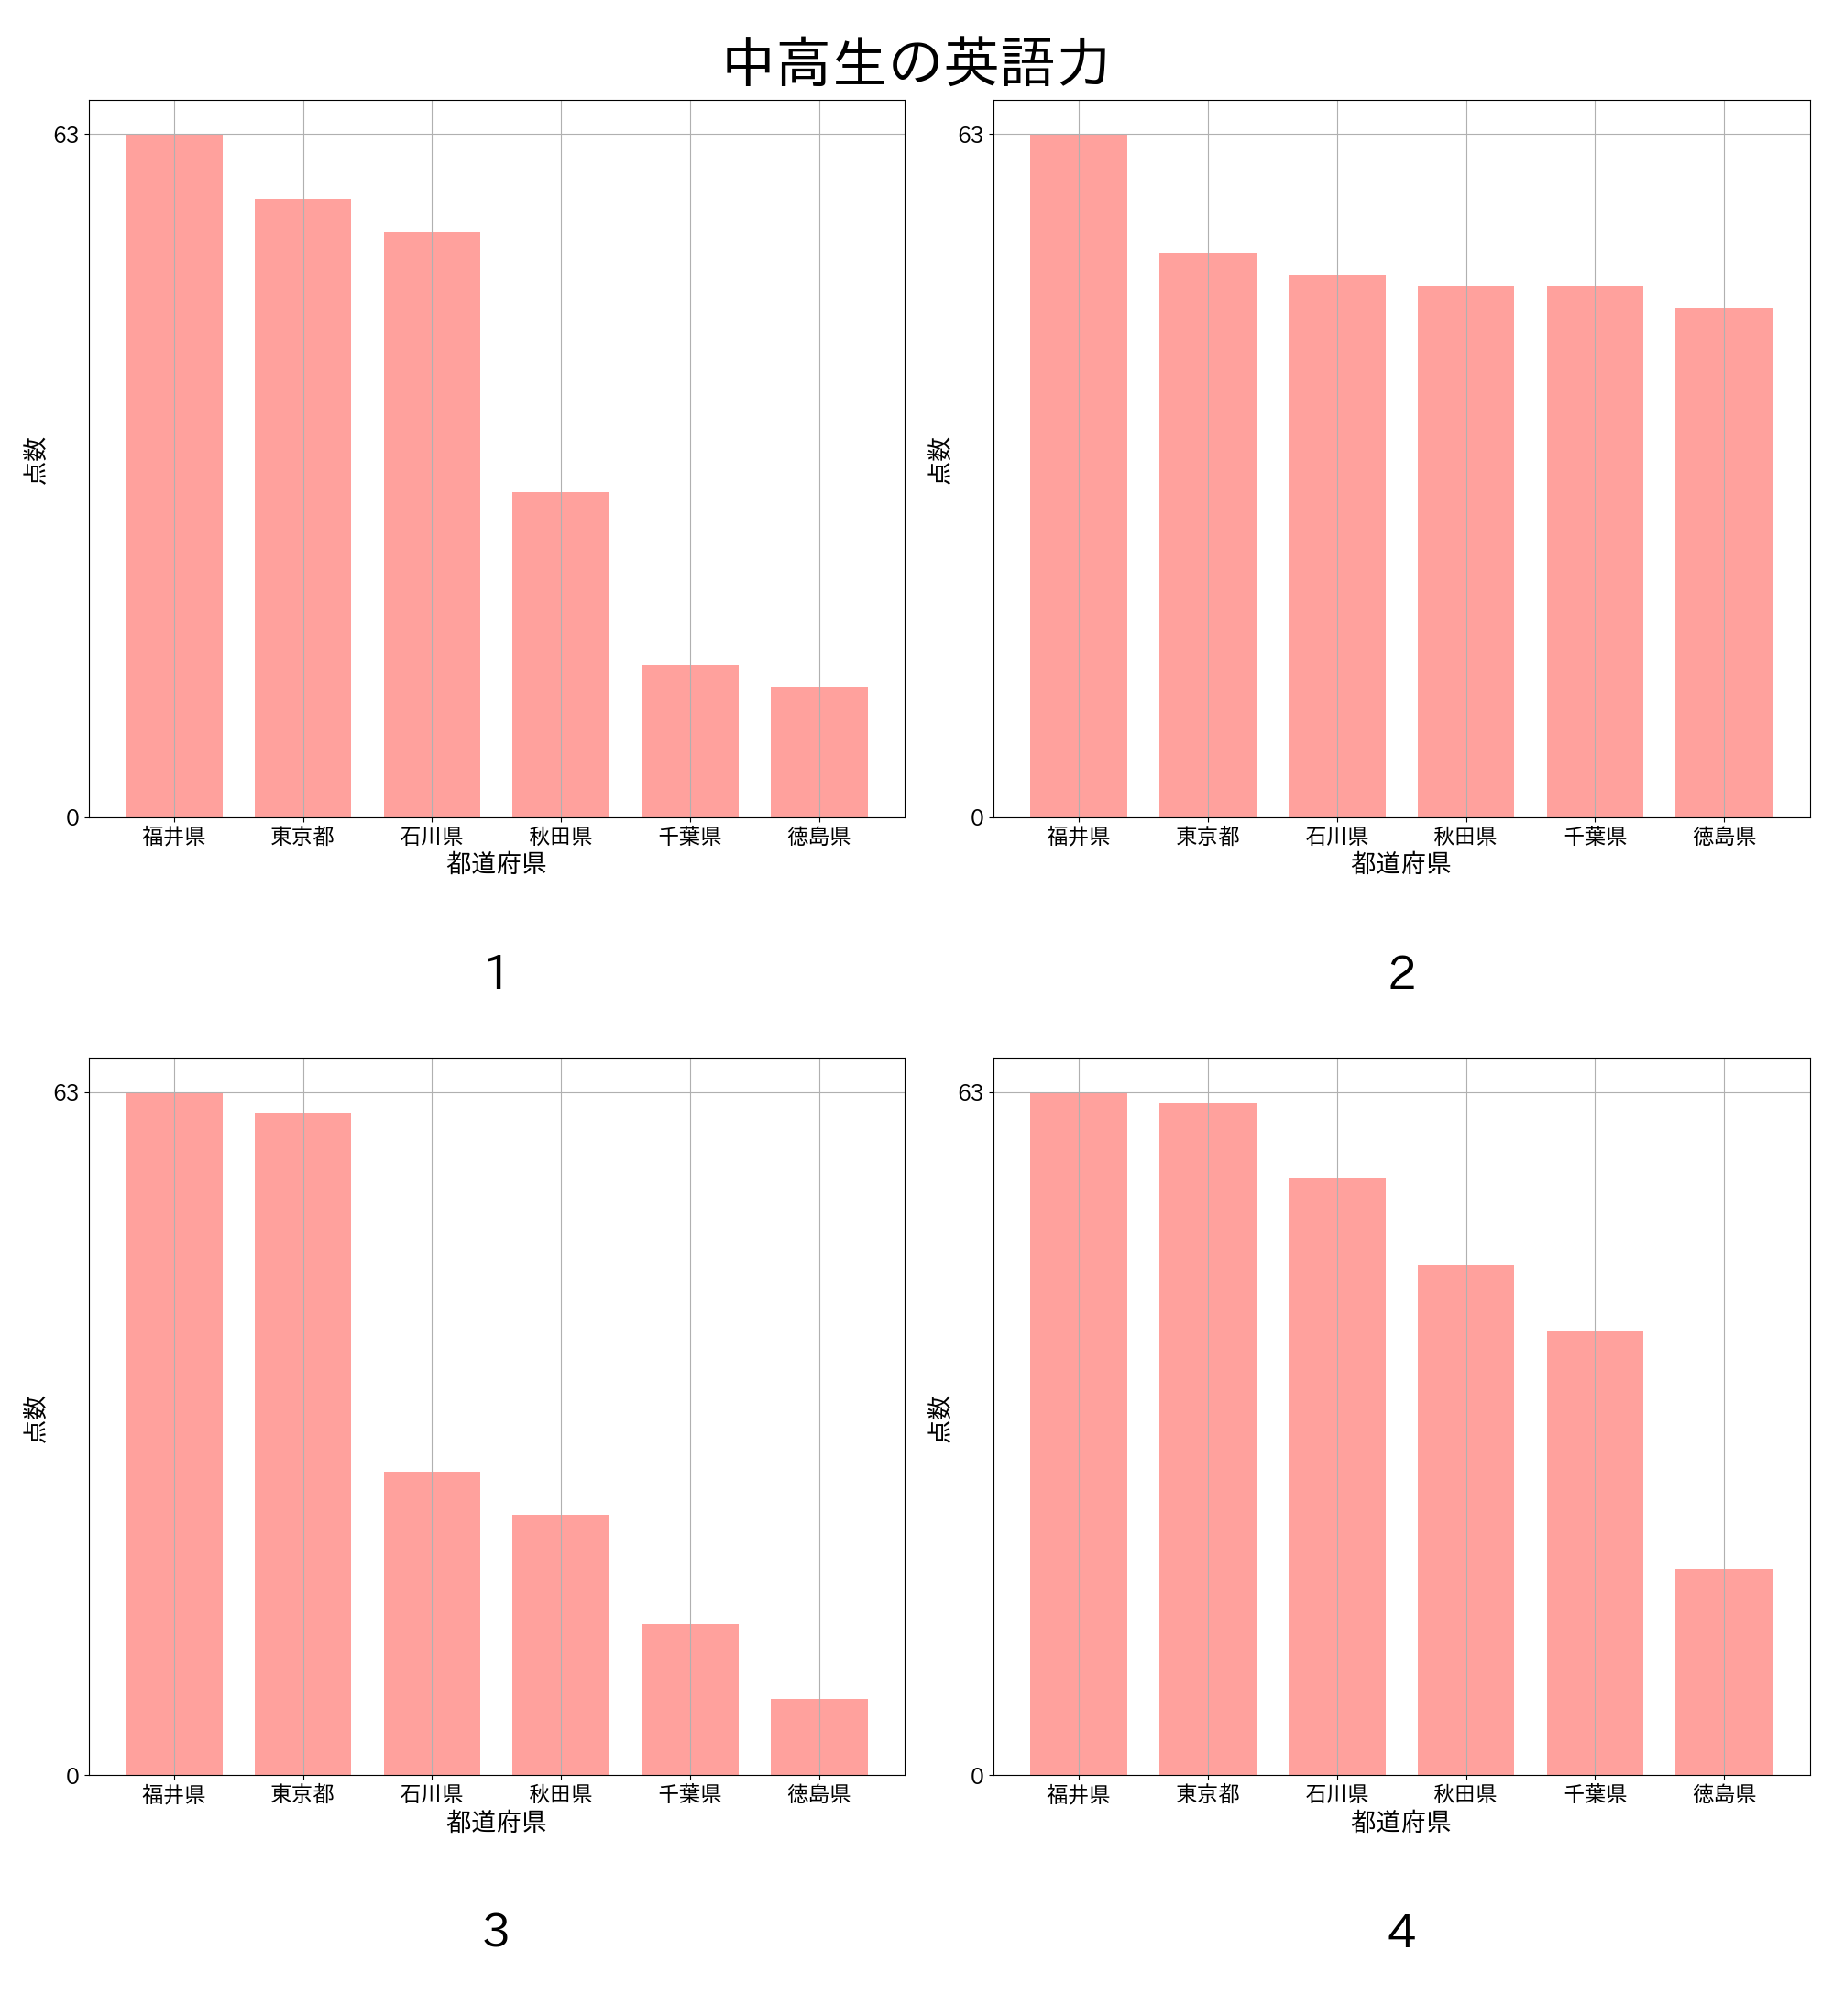 中高生の英語力
63
0
点数
福井県 東京都 石川県 秋田県 千葉県 徳島県
都道府県
1
63
0
点数
福井県 東京都 石川県 秋田県 千葉県 徳島県
都道府県
2
63
0
点数
福井県 東京都 石川県 秋田県 千葉県 徳島県
都道府県
3
63
0
点数
福井県 東京都 石川県 秋田県 千葉県 徳島県
都道府県
4